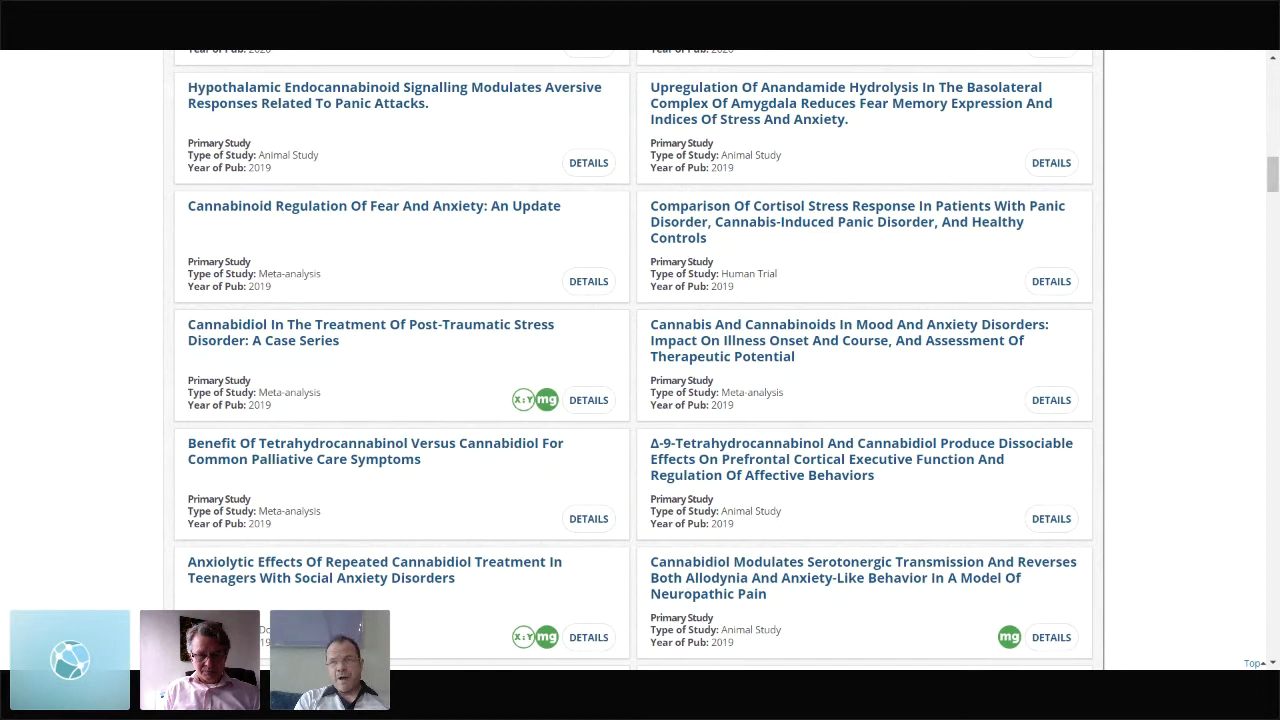 Hypothalamic Endocannabinoid Signalling Modulates Aversive
Responses Related To Panic Attacks.
Primary Study
Type of Study: Animal Study
Year of Pub: 2019
DETAILS
Upregulation Of Anandamide Hydrolysis In The Basolateral
Complex Of Amygdala Reduces Fear Memory Expression And
Indices Of Stress And Anxiety.
Primary Study
Type of Study: Animal Study
Year of Pub: 2019
DETAILS
Cannabinoid Regulation Of Fear And Anxiety: An Update
Primary Study
Type of Study: Meta-analysis
Year of Pub: 2019
DETAILS
Comparison Of Cortisol Stress Response In Patients With Panic
Disorder, Cannabis-Induced Panic Disorder, And Healthy
Controls
Primary Study
Type of Study: Human Trial
Year of Pub: 2019
DETAILS
Cannabidiol In The Treatment Of Post-Traumatic Stress
Disorder: A Case Series
Primary Study
Type of Study: Meta-analysis
Year of Pub: 2019
X:Y mg DETAILS
Cannabis And Cannabinoids In Mood And Anxiety Disorders:
Impact On Illness Onset And Course, And Assessment Of
Therapeutic Potential
Primary Study
Type of Study: Meta-analysis
Year of Pub: 2019
DETAILS
Benefit Of Tetrahydrocannabinol Versus Cannabidiol For
Common Palliative Care Symptoms
Primary Study
Type of Study: Meta-analysis
Year of Pub: 2019
DETAILS
Δ-9-Tetrahydrocannabinol And Cannabidiol Produce Dissociable
Effects On Prefrontal Cortical Executive Function And
Regulation Of Affective Behaviors
Primary Study
Type of Study: Animal Study
Year of Pub: 2019
DETAILS
Anxiolytic Effects Of Repeated Cannabidiol Treatment In
Teenagers With Social Anxiety Disorders
X:Y mg DETAILS
Cannabidiol Modulates Serotonergic Transmission And Reverses
Both Allodynia And Anxiety-Like Behavior In A Model Of
Neuropathic Pain
Primary Study
Type of Study: Animal Study
Year of Pub: 2019
mg DETAILS
Top